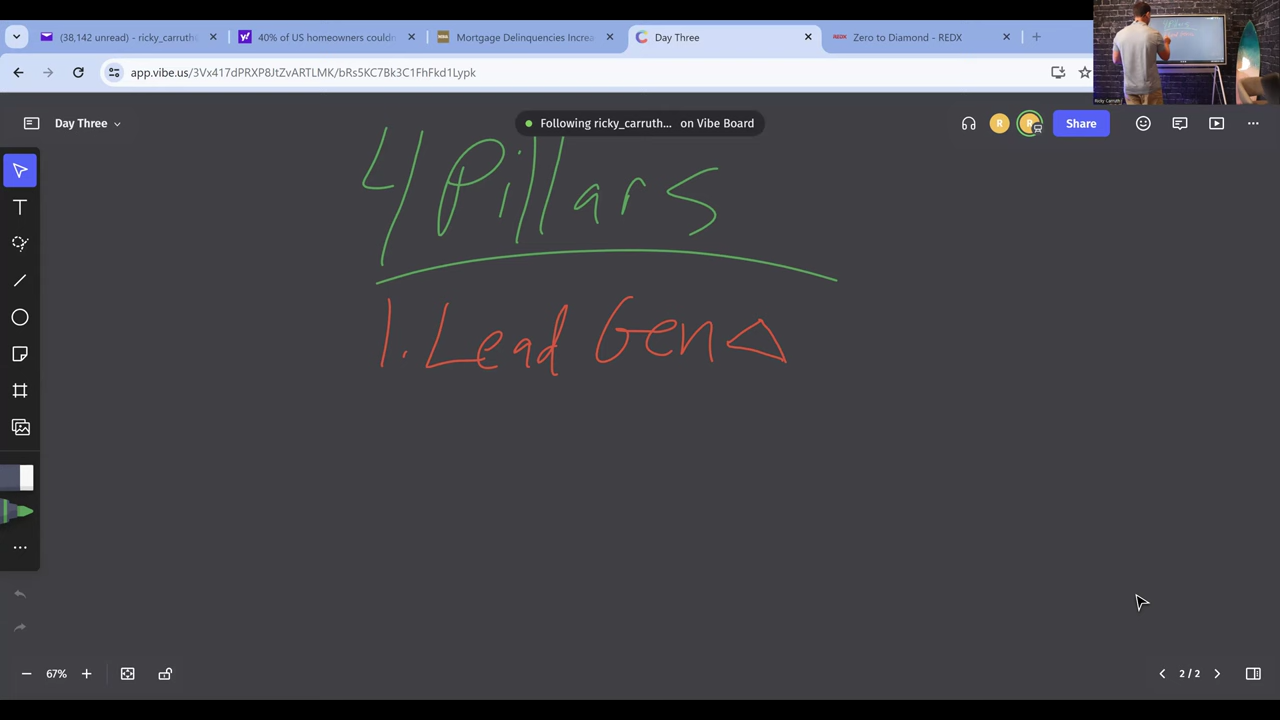 (38,142 unread) - ricky_carruth
40% of US homeowners could
Mortgage Delinquencies Increa
Day Three
Zero to Diamond - REDX
app.vibe.us/3Vx417dPRXP8JtZvARTLMK/bRs5KC7Bk3C1FhFkd1Lypk
Day Three
Following ricky_carruth... on Vibe Board
R
R
Share
Ricky Carruth
4 Pillars
1. Lead Gen
T
67%
2 / 2